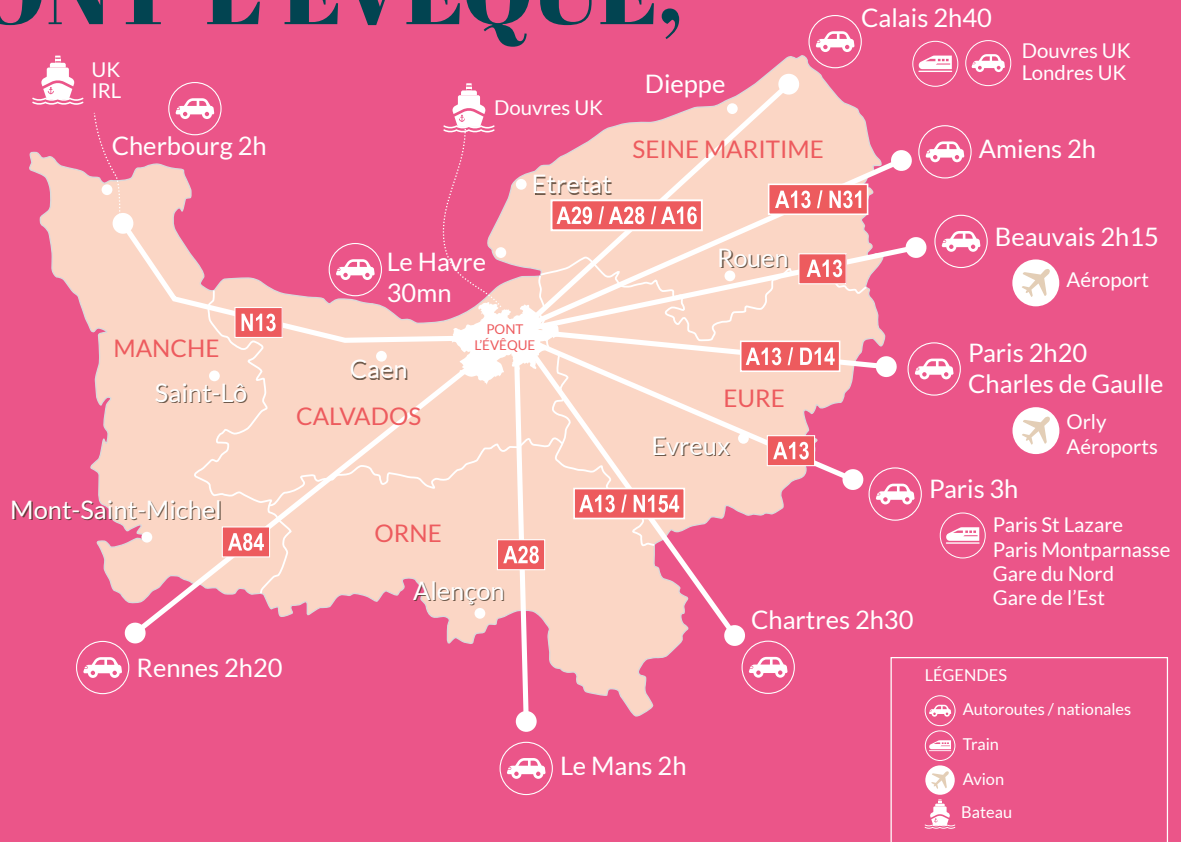 ONT L'ÉVÊQUE,
Calais 2h40
Douvres UK
Londres UK
UK
IRL
Cherbourg 2h
Douvres UK
Dieppe
SEINE MARITIME
Amiens 2h
Etretat
A29 / A28 / A16
A13 / N31
Le Havre
30mn
Rouen
A13
Beauvais 2h15
Aéroport
N13
PONT
L'ÉVÊQUE
MANCHE
Saint-Lô
Caen
CALVADOS
A13 / D14
Paris 2h20
Charles de Gaulle
Orly
Aéroports
EURE
Evreux
A13
Paris 3h
Paris St Lazare
Paris Montparnasse
Gare du Nord
Gare de l'Est
Mont-Saint-Michel
A84
ORNE
A28
A13 / N154
Alençon
Chartres 2h30
Rennes 2h20
Le Mans 2h
LÉGENDES
Autoroutes / nationales
Train
Avion
Bateau